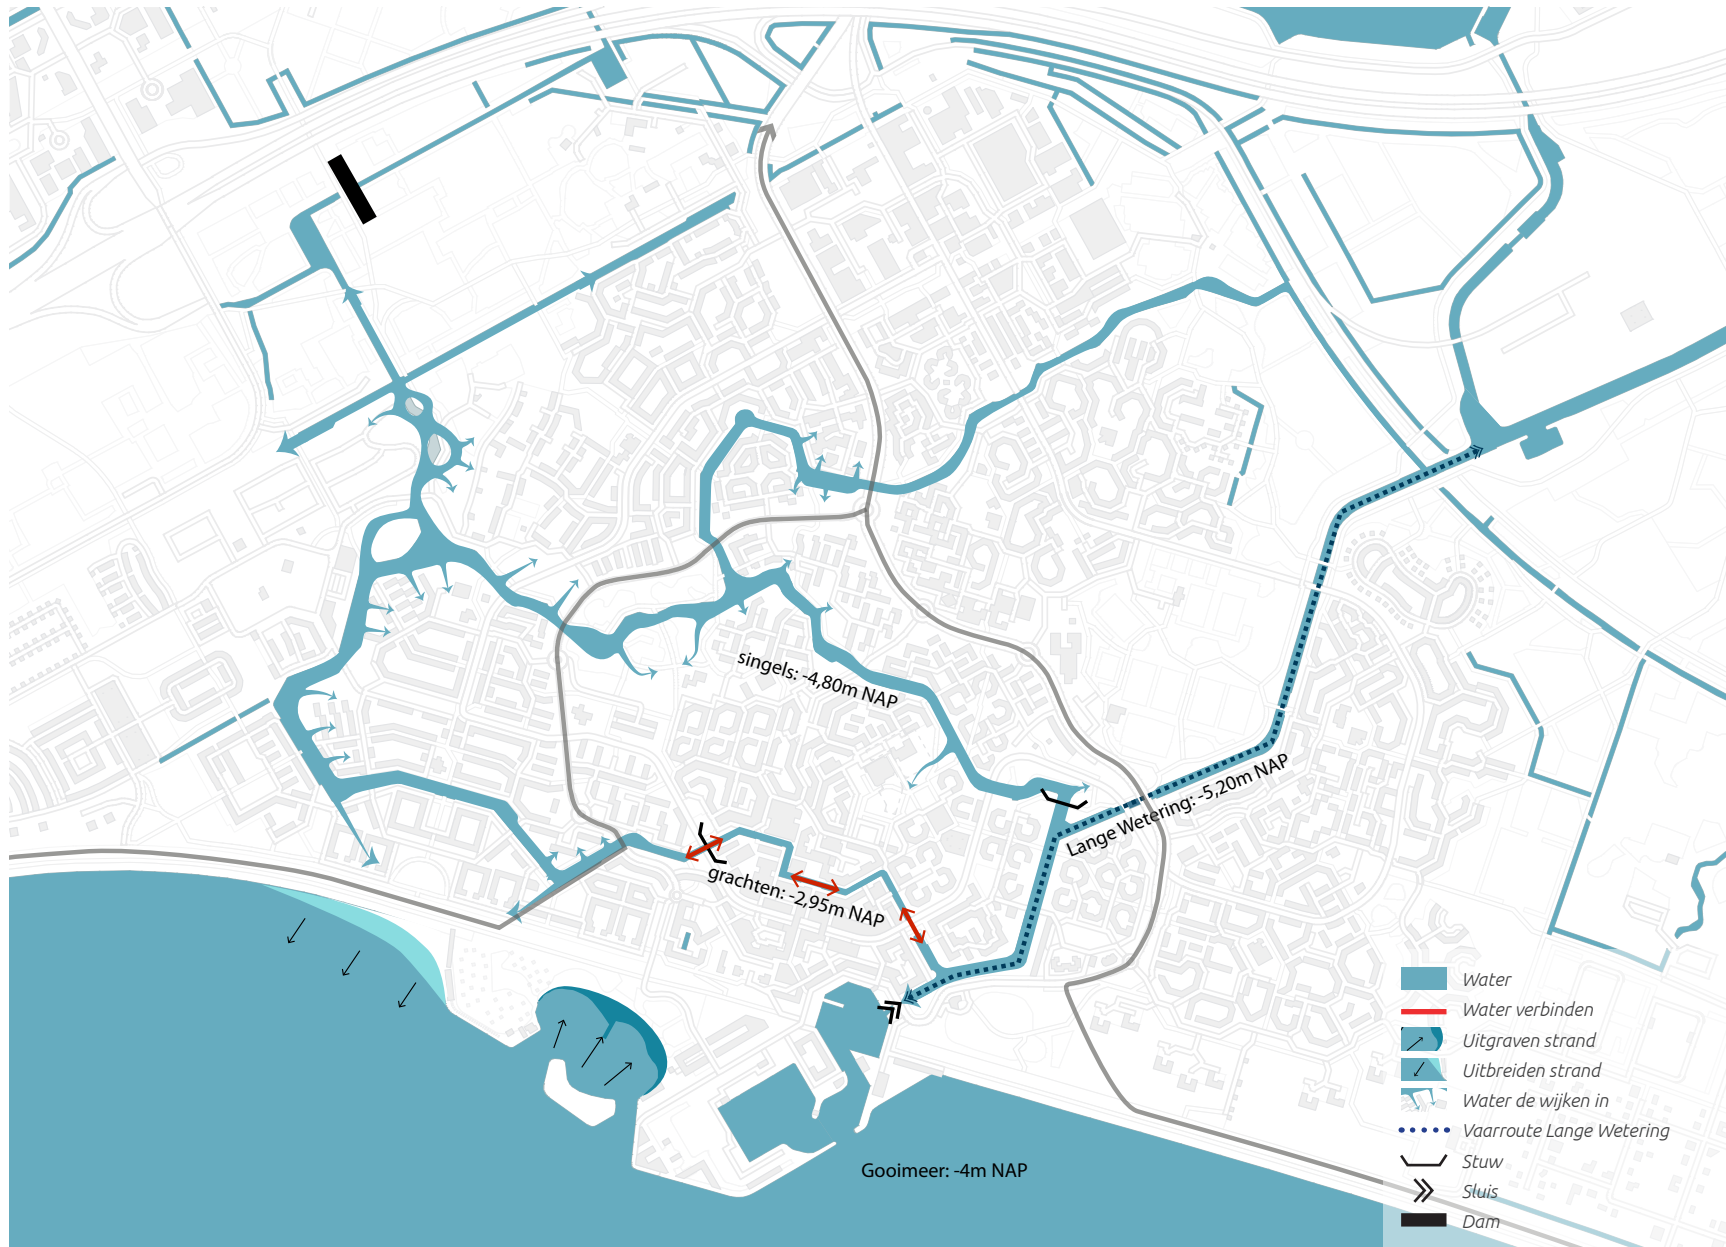 singels: -4,80m NAP
Lange Wetering: -5,20m NAP
grachten: -2,95m NAP
Gooimeer: -4m NAP
Water
Water verbinden
Uitgraven strand
Uitbreiden strand
Water de wijken in
Vaarroute Lange Wetering
Stuw
Sluis
Dam